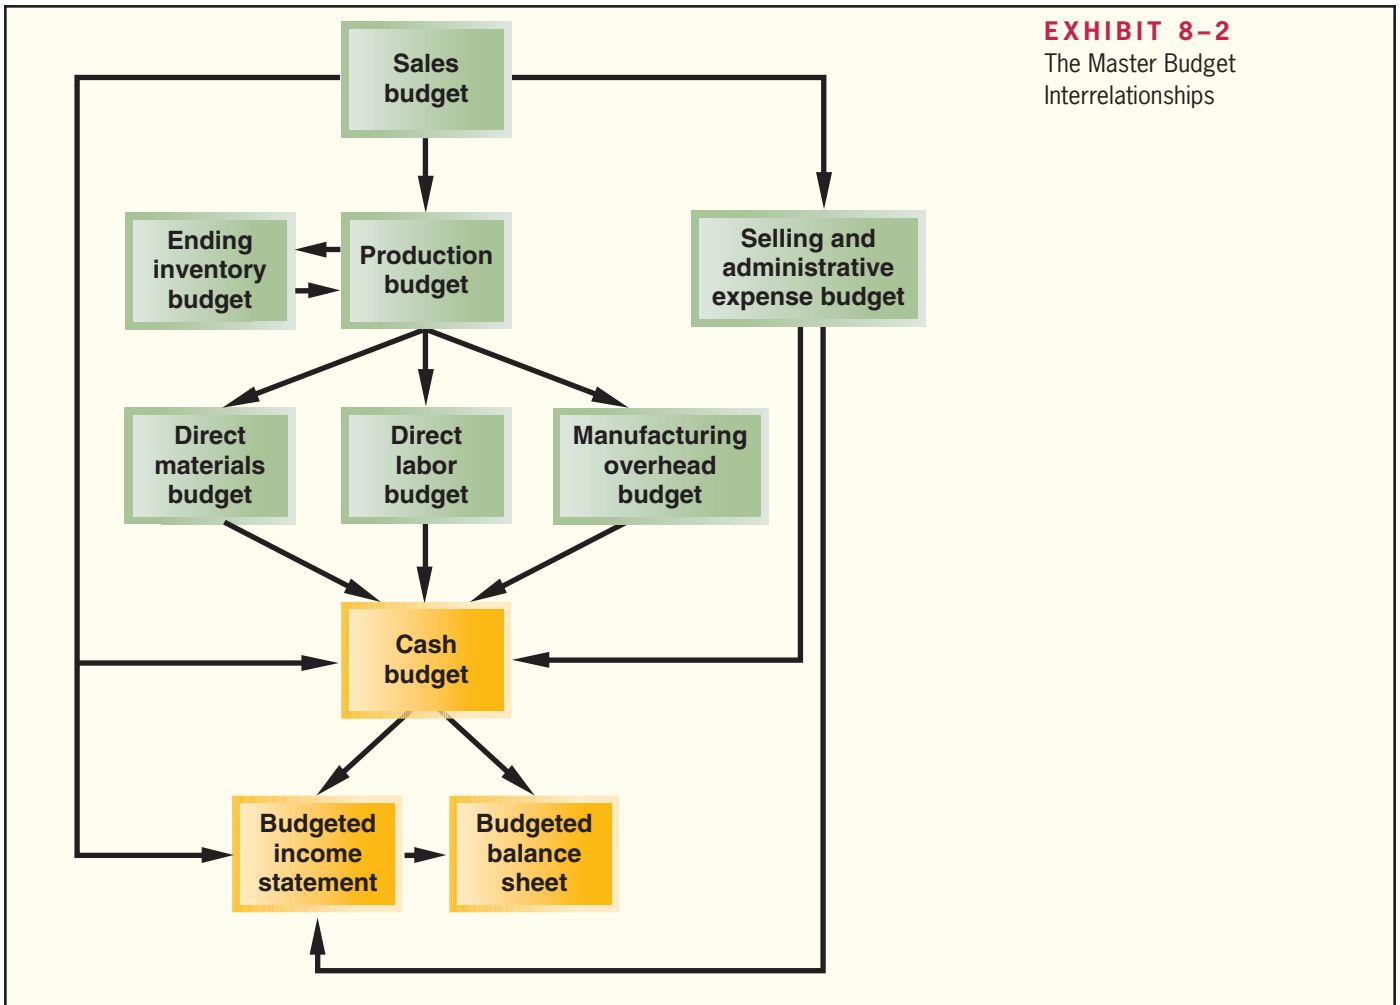 EXHIBIT 8–2
The Master Budget
Interrelationships
Sales
budget
Ending
inventory
budget
Production
budget
Selling and
administrative
expense budget
Direct
materials
budget
Direct
labor
budget
Manufacturing
overhead
budget
Cash
budget
Budgeted
income
statement
Budgeted
balance
sheet